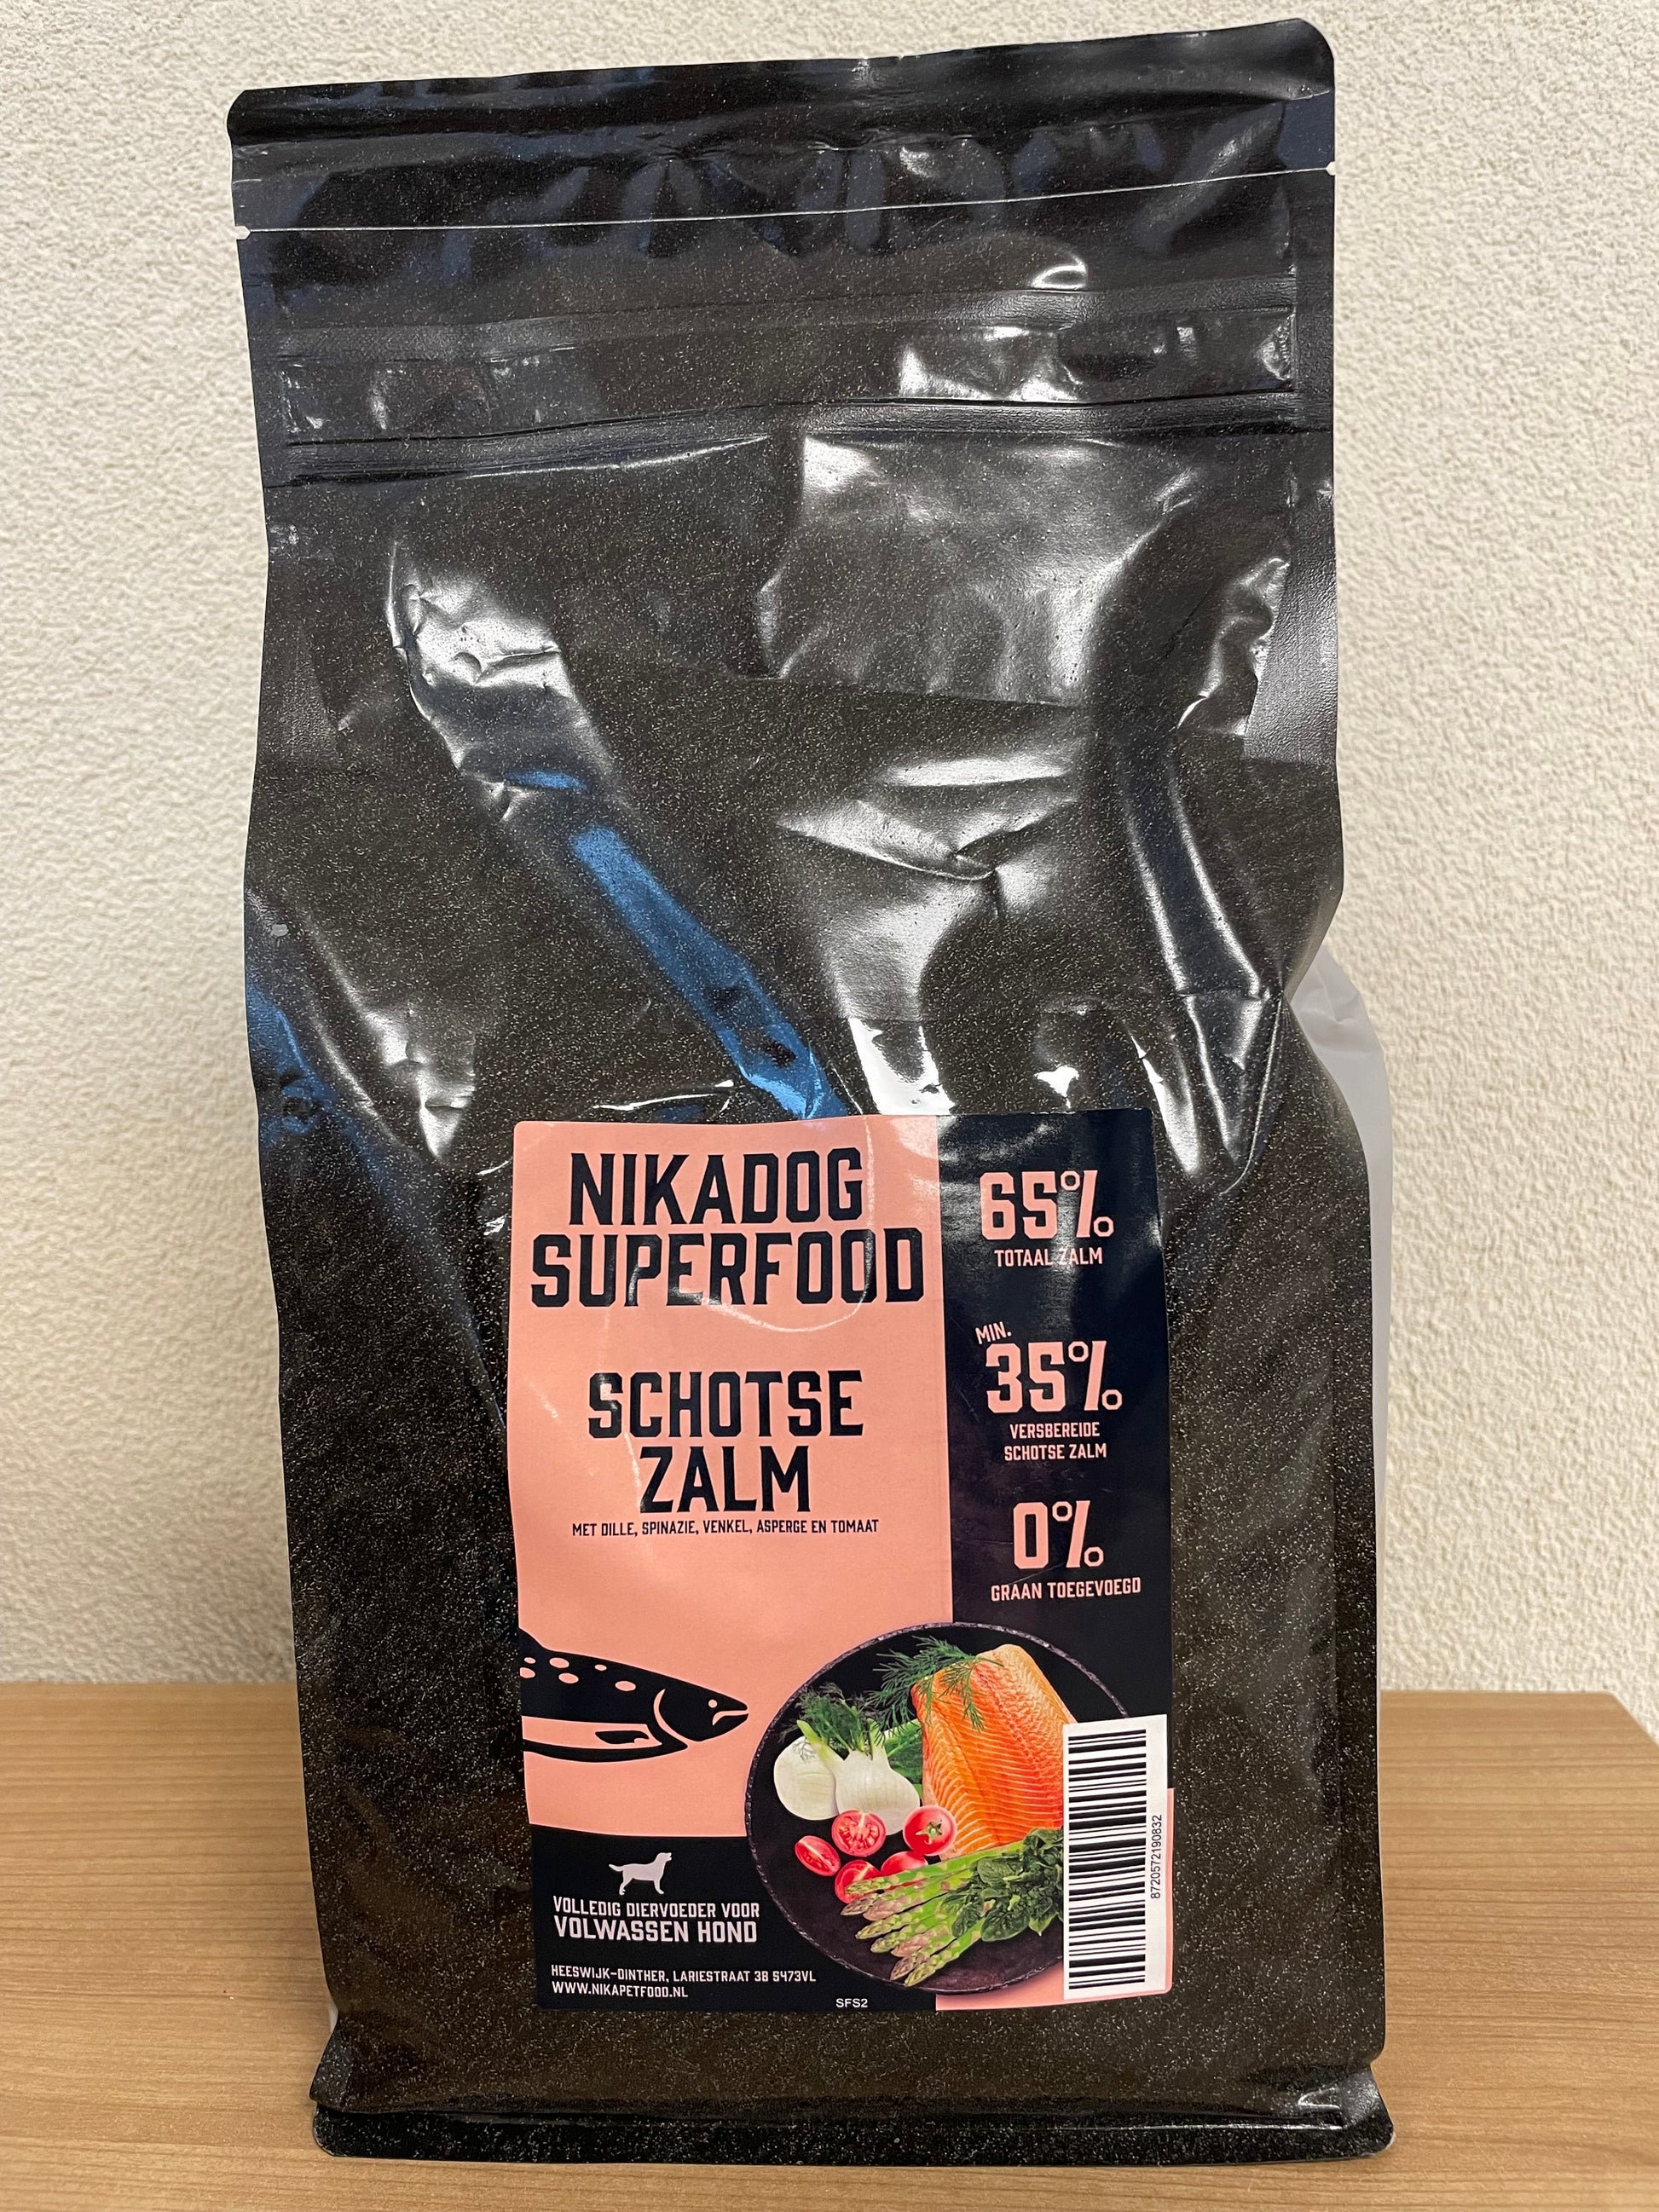 NIKADOG
SUPERFOOD
SCHOTSE
ZALM
MET DILLE, SPINAZIE, VENKEL, ASPERGE EN TOMAAT
65%
TOTAAL ZALM
MIN.
35%
VERSBEREIDE
SCHOTSE ZALM
0%
GRAAN TOEGEVOEGD
VOLLEDIG DIERVOEDER VOOR
VOLWASSEN HOND
HEESWIJK-DINTHER, LARIESTRAAT 38 5473VL
WWW.NIKAPETFOOD.NL
SFS2
8720572190832